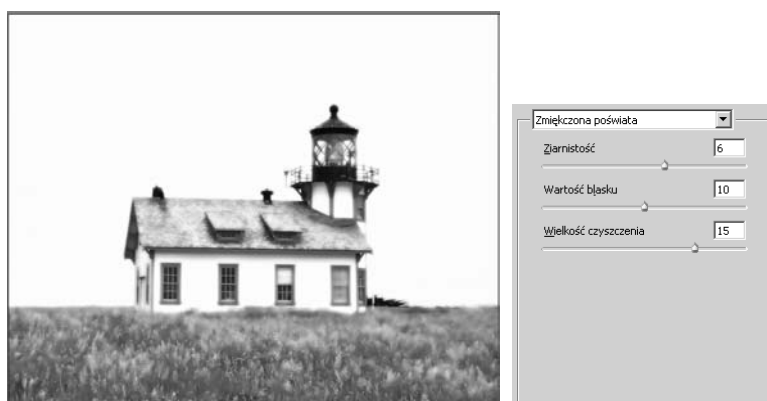 Zmiękczona poświata
Ziarnistość 6
Wartość blasku 10
Wielkość czyszczenia 15